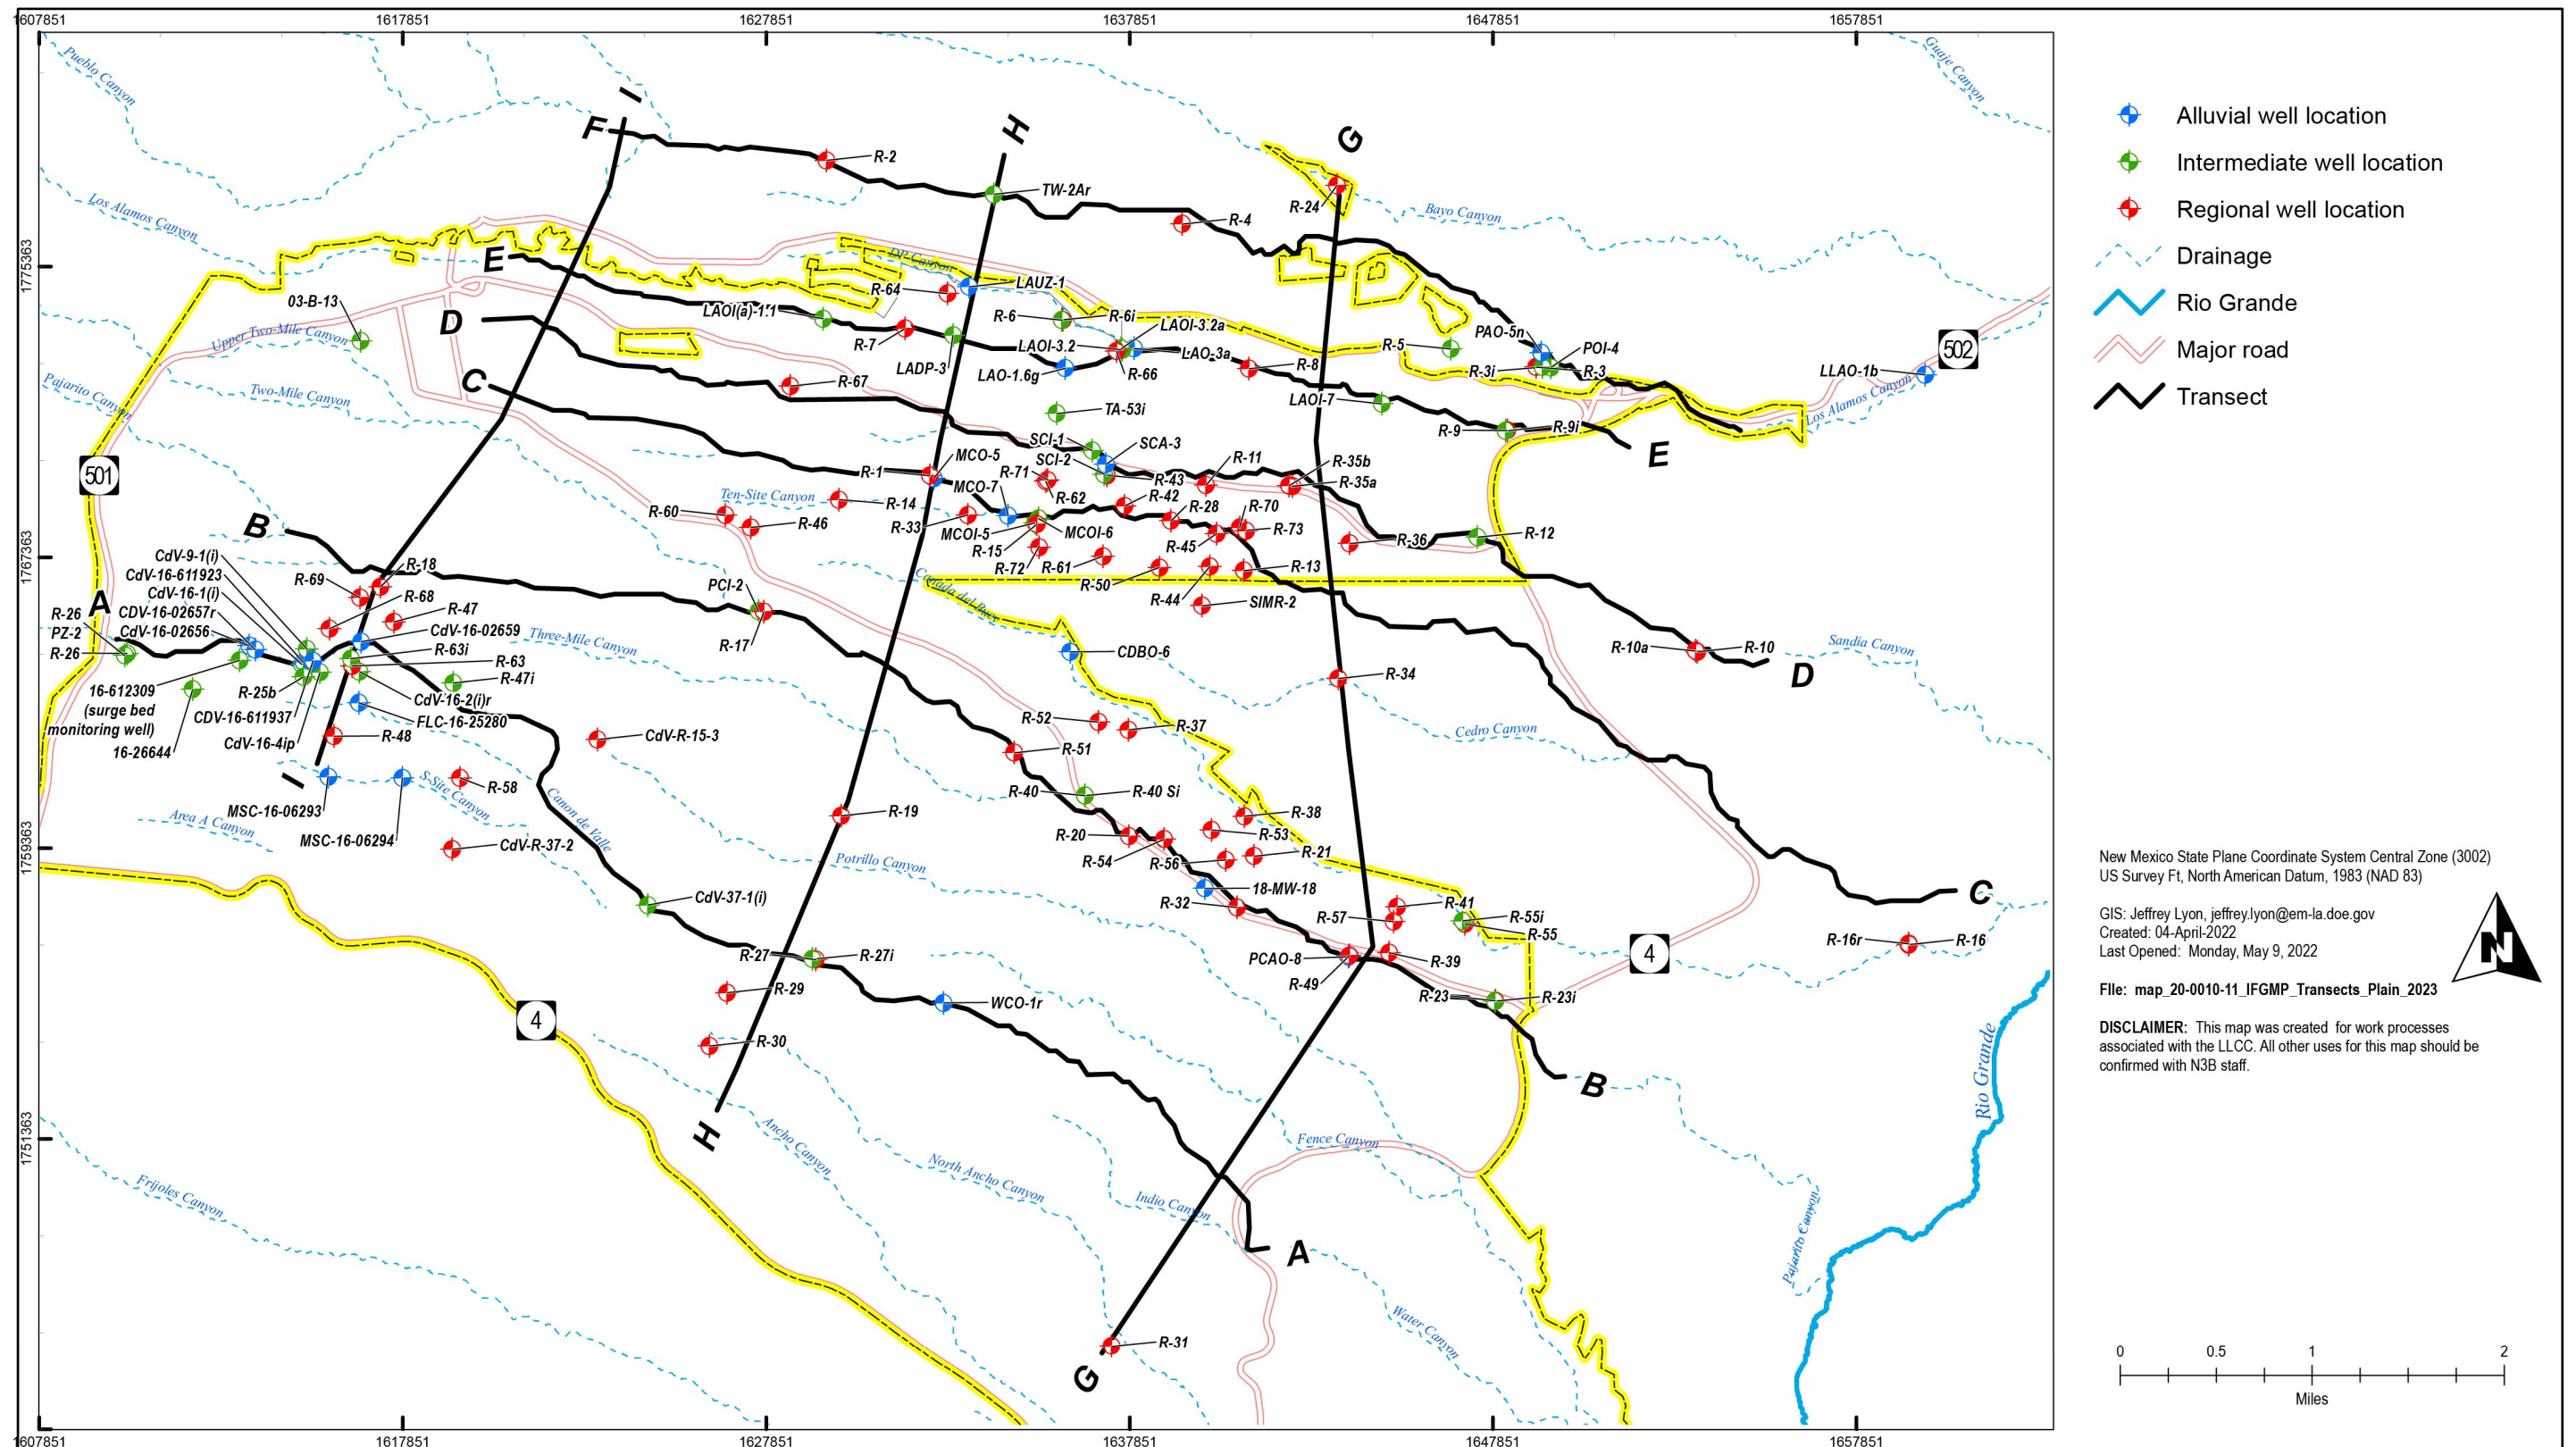 1607851
1617851
1627851
1637851
1647851
1657851
Pueblo Canyon
Guaje Canyon
I
F
H
G
R-2
TW-2Ar
R-4
R-24
Bayo Canyon
Los Alamos Canyon
1775363
E
DP Canyon
03-B-13
R-64
LAUZ-1
LAOI(a)-1.1
R-6
R-6i
LAOI-3.2a
D
Upper Two-Mile Canyon
R-7
LADP-3
LAOI-3.2
LAO-3a
LAO-1.6g
R-66
R-8
R-5
PAO-5n
POI-4
R-3i
R-3
502
LLAO-1b
Los Alamos Canyon
Pajarito Canyon
Two-Mile Canyon
C
R-67
TA-53i
LAOI-7
R-9
R-9i
E
SCI-1
SCA-3
SCI-2
501
R-1
MCO-5
R-71
R-43
R-11
R-35b
R-35a
MCO-7
R-62
Ten-Site Canyon
R-14
R-42
R-28
R-70
B
R-60
R-46
R-33
MCOI-5
MCOI-6
R-73
R-45
R-36
R-12
R-15
1767363
CdV-9-1(i)
CdV-16-611923
CdV-16-1(i)
CDV-16-02657r
CdV-16-02656
R-69
R-18
R-72
R-61
R-50
R-44
R-13
A
R-26
PZ-2
R-26
R-68
R-47
PCI-2
R-17
Canada del Buey
SIMR-2
CdV-16-02659
R-63i
R-63
R-47i
Three-Mile Canyon
CDBO-6
R-10a
R-10
Sandia Canyon
D
16-612309
(surge bed
monitoring well)
16-26644
R-25b
CDV-16-611937
CdV-16-4ip
CdV-16-2(i)r
FLC-16-25280
R-48
R-34
R-52
R-37
R-51
CdV-R-15-3
Cedro Canyon
I
MSC-16-06293
MSC-16-06294
S-Site Canyon
R-58
Canon de Valle
Area A Canyon
R-40
R-40 Si
R-19
R-38
R-20
R-53
R-54
R-56
R-21
1759363
CdV-R-37-2
Potrillo Canyon
18-MW-18
R-32
CdV-37-1(i)
R-41
R-57
R-55i
R-55
C
R-16r
R-16
4
R-27
R-27i
PCAO-8
R-39
R-49
R-29
WCO-1r
R-23
R-23i
4
R-30
B
Rio Grande
H
1751363
Ancho Canyon
North Ancho Canyon
Indio Canyon
Fence Canyon
Frijoles Canyon
A
Pajarito Canyon
Water Canyon
R-31
G
1607851
1617851
1627851
1637851
1647851
1657851
Alluvial well location
Intermediate well location
Regional well location
Drainage
Rio Grande
Major road
Transect
New Mexico State Plane Coordinate System Central Zone (3002)
US Survey Ft, North American Datum, 1983 (NAD 83)
GIS: Jeffrey Lyon, jeffrey.lyon@em-la.doe.gov
Created: 04-April-2022
Last Opened: Monday, May 9, 2022
FIle: map_20-0010-11_IFGMP_Transects_Plain_2023
DISCLAIMER: This map was created for work processes
associated with the LLCC. All other uses for this map should be
confirmed with N3B staff.
N
0 0.5 1 2
Miles